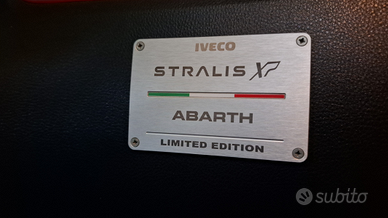 IVECO
STRALIS XP
ABARTH
LIMITED EDITION
subito